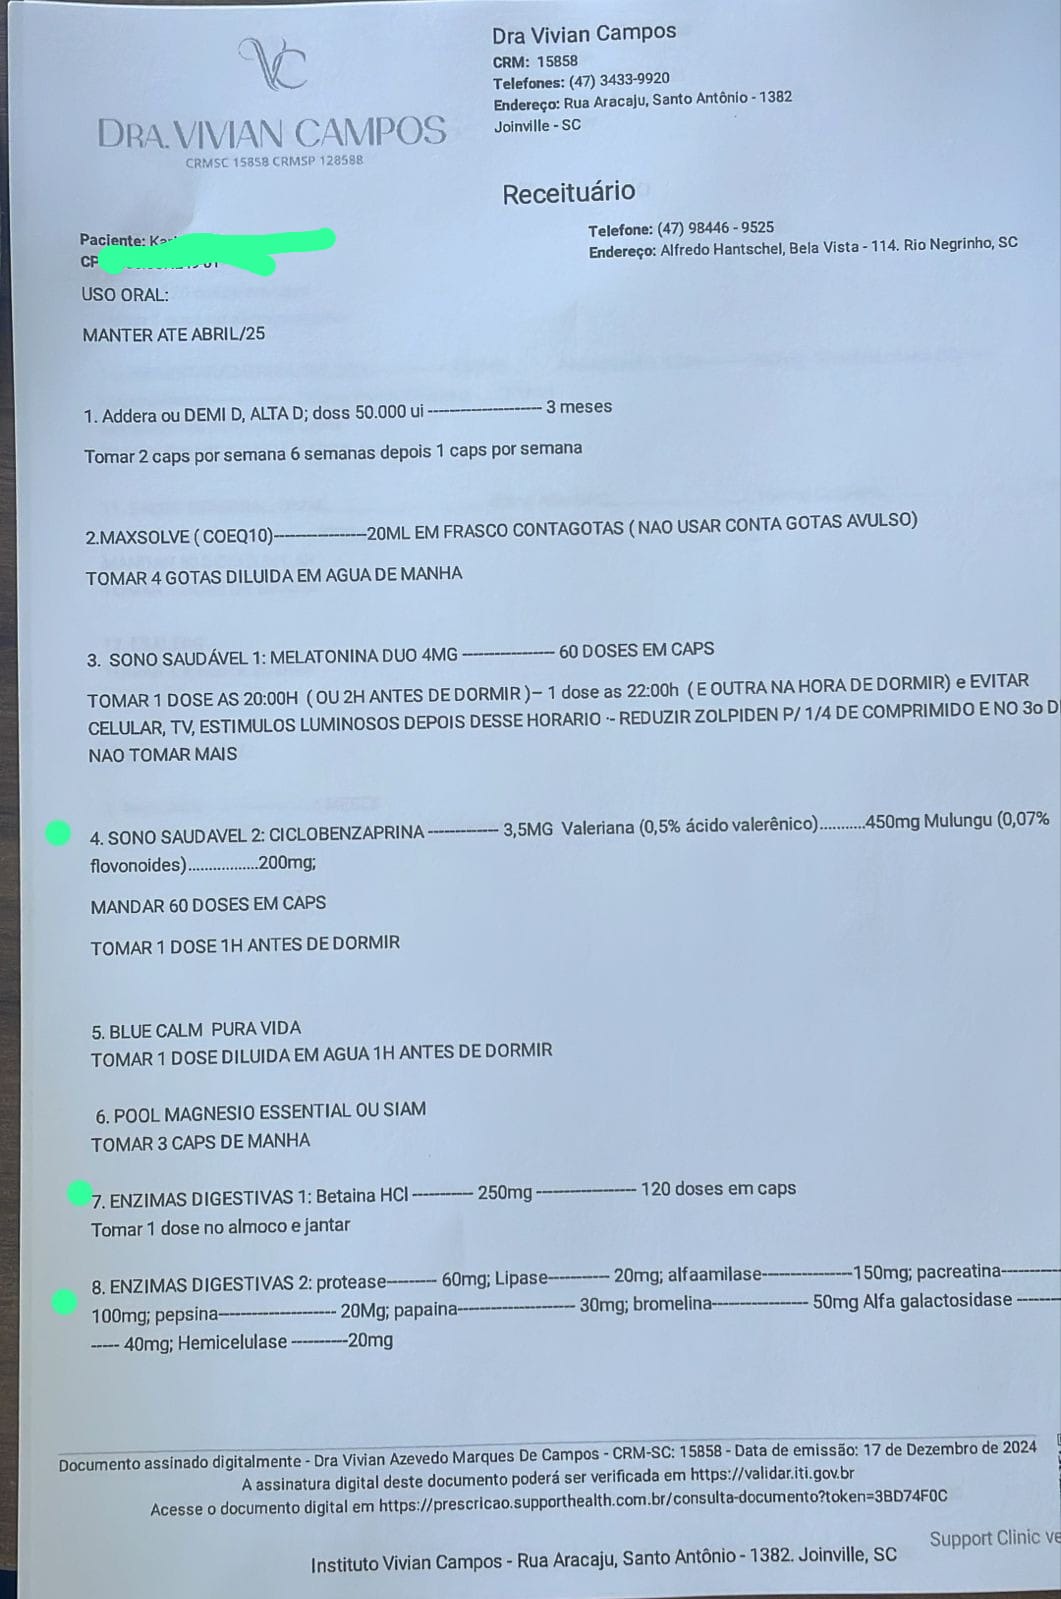 VC
DRA. VIVIAN CAMPOS
CRMSC 15858 CRMSP 128588
Dra Vivian Campos
CRM: 15858
Telefones: (47) 3433-9920
Endereço: Rua Aracaju, Santo Antônio - 1382
Joinville - SC
Receituário
Paciente:
Telefone: (47) 98446 - 9525
Endereço: Alfredo Hantschel, Bela Vista - 114. Rio Negrinho, SC
USO ORAL:
MANTER ATE ABRIL/25
1. Addera ou DEMI D, ALTA D; doss 50.000 ui -------------------- 3 meses
Tomar 2 caps por semana 6 semanas depois 1 caps por semana
2.MAXSOLVE ( COEQ10)----------------20ML EM FRASCO CONTAGOTAS ( NAO USAR CONTA GOTAS AVULSO)
TOMAR 4 GOTAS DILUIDA EM AGUA DE MANHA
3. SONO SAUDÁVEL 1: MELATONINA DUO 4MG ---------------- 60 DOSES EM CAPS
TOMAR 1 DOSE AS 20:00H ( OU 2H ANTES DE DORMIR )– 1 dose as 22:00h ( E OUTRA NA HORA DE DORMIR) e EVITAR
CELULAR, TV, ESTIMULOS LUMINOSOS DEPOIS DESSE HORARIO -- REDUZIR ZOLPIDEN P/ 1/4 DE COMPRIMIDO E NO 3o D
NAO TOMAR MAIS
4. SONO SAUDAVEL 2: CICLOBENZAPRINA ------------ 3,5MG Valeriana (0,5% ácido valerênico)..........450mg Mulungu (0,07%
flovonoides).................200mg;
MANDAR 60 DOSES EM CAPS
TOMAR 1 DOSE 1H ANTES DE DORMIR
5. BLUE CALM PURA VIDA
TOMAR 1 DOSE DILUIDA EM AGUA 1H ANTES DE DORMIR
6. POOL MAGNESIO ESSENTIAL OU SIAM
TOMAR 3 CAPS DE MANHA
7. ENZIMAS DIGESTIVAS 1: Betaina HCl ----------- 250mg ----------------- 120 doses em caps
Tomar 1 dose no almoco e jantar
8. ENZIMAS DIGESTIVAS 2: protease--------- 60mg; Lipase----------- 20mg; alfaamilase----------------150mg; pacreatina-----------
100mg; pepsina-------------------- 20Mg; papaina-------------------- 30mg; bromelina---------------- 50mg Alfa galactosidase --------
----- 40mg; Hemicelulase ----------20mg
Documento assinado digitalmente - Dra Vivian Azevedo Marques De Campos - CRM-SC: 15858 - Data de emissão: 17 de Dezembro de 2024
A assinatura digital deste documento poderá ser verificada em https://validar.iti.gov.br
Acesse o documento digital em https://prescricao.supporthealth.com.br/consulta-documento?token=3BD74F0C
Support Clinic ve
Instituto Vivian Campos - Rua Aracaju, Santo Antônio - 1382. Joinville, SC